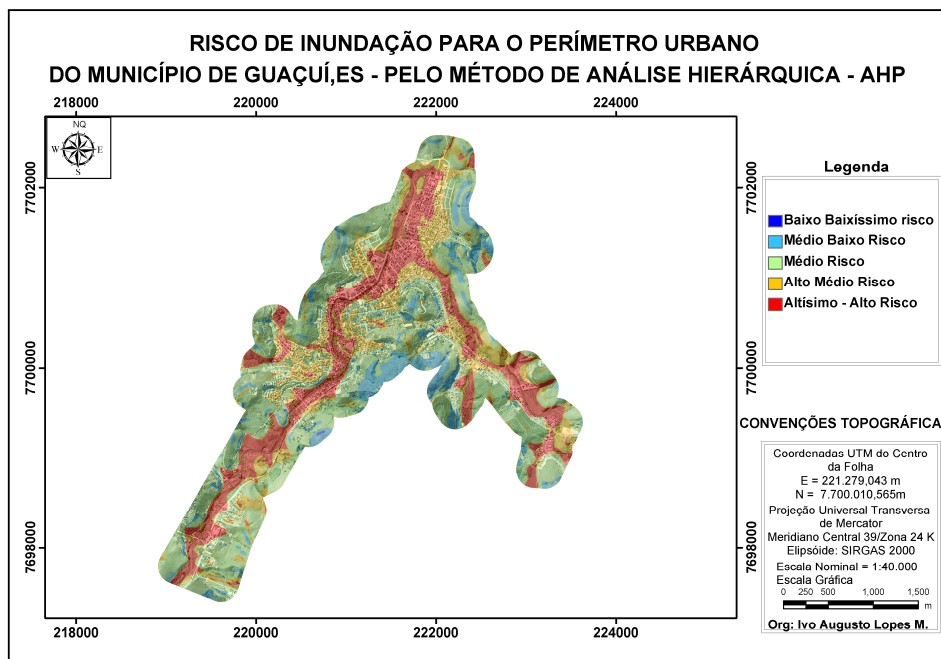 RISCO DE INUNDAÇÃO PARA O PERÍMETRO URBANO
DO MUNICÍPIO DE GUAÇUÍ,ES - PELO MÉTODO DE ANÁLISE HIERÁRQUICA - AHP
218000
220000
222000
224000
NQ
W
E
S
7702000
7702000
7700000
7700000
7698000
7698000
218000
220000
222000
224000
Legenda
Baixo Baixíssimo risco
Médio Baixo Risco
Médio Risco
Alto Médio Risco
Altísimo - Alto Risco
CONVENÇÕES TOPOGRÁFICA
Coordenadas UTM do Centro
da Folha
E = 221.279,043 m
N = 7.700.010,565m
Projeção Universal Transversa
de Mercator
Meridiano Central 39/Zona 24 K
Elipsóide: SIRGAS 2000
Escala Nominal = 1:40.000
Escala Gráfica
0 250 500 1,000 1,500
m
Org: Ivo Augusto Lopes M.